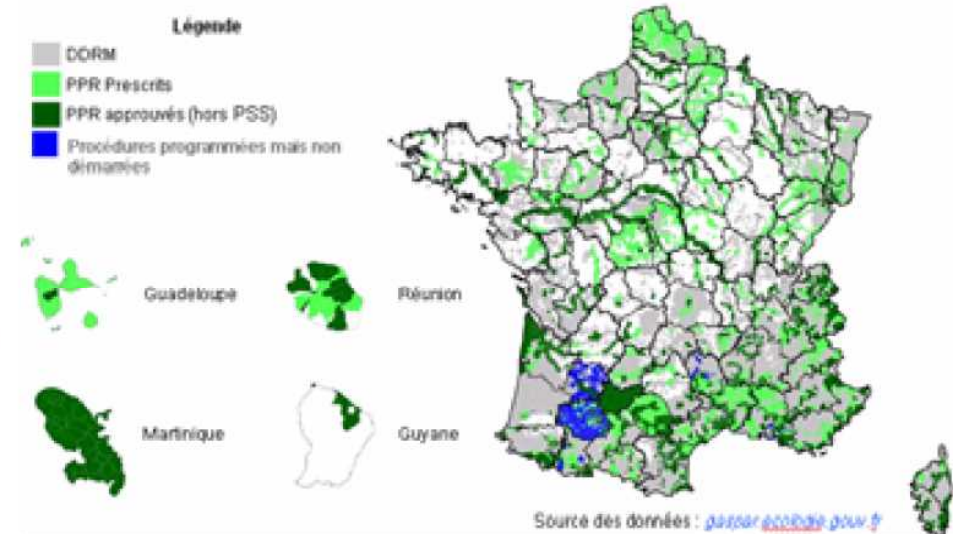 Légende
DDRM
PPR Prescrits
PPR approuvés (hors PSS)
Procédures programmées mais non
démarrées
Guadeloupe
Réunion
Martinique
Guyane
Source des données : gaspar.ecologie.gouv.fr